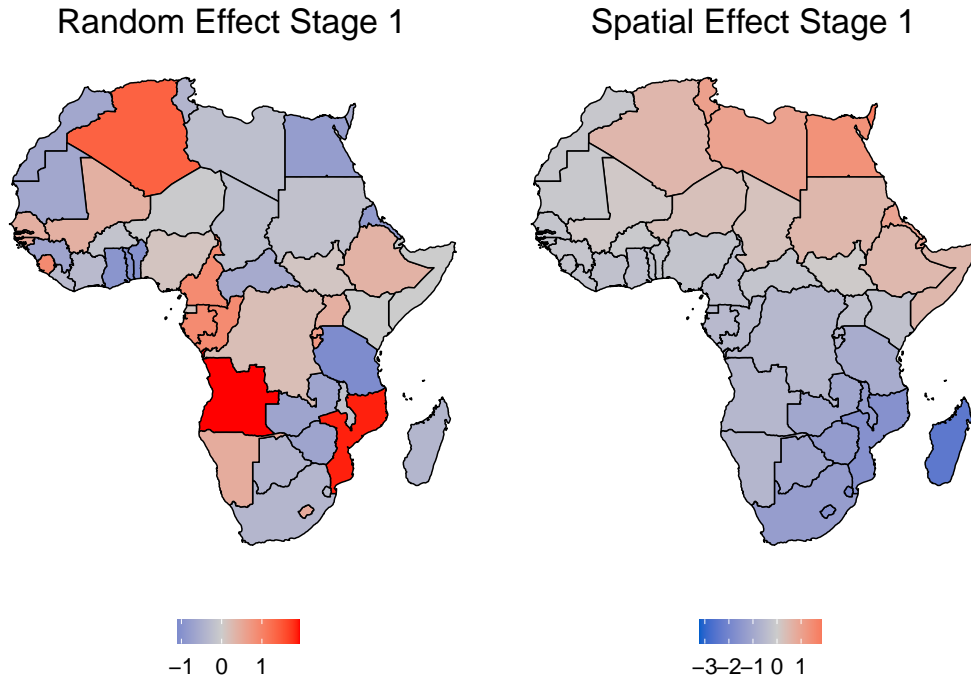 Random Effect Stage 1
Spatial Effect Stage 1
−1 0 1
−3 −2 −1 0 1